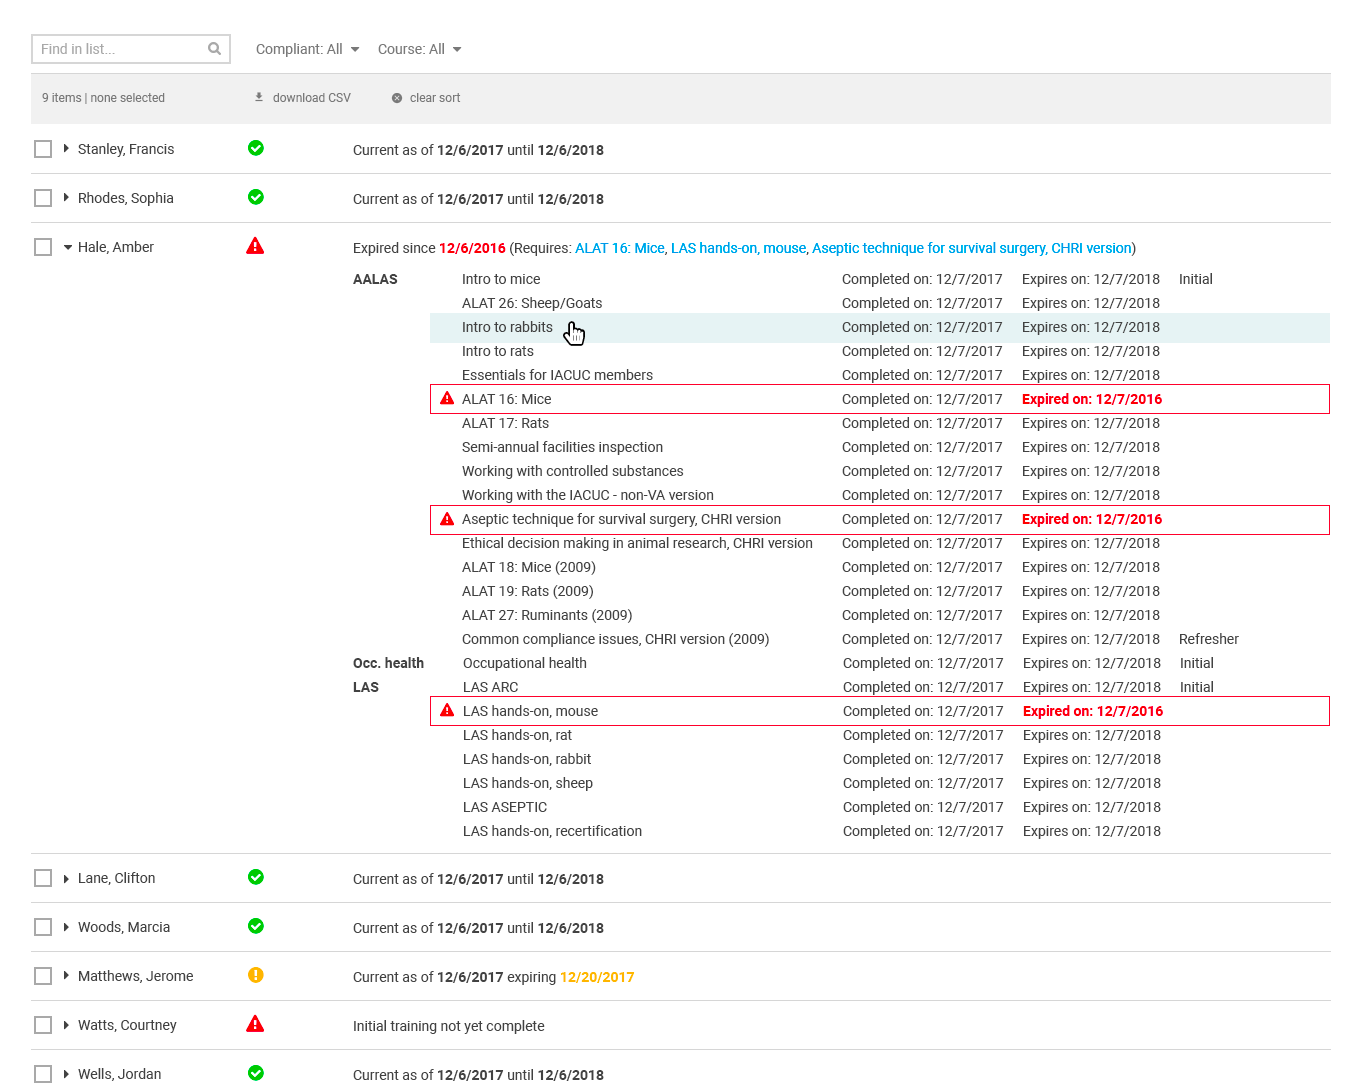 Find in list... Compliant: All Course: All
9 items | none selected download CSV clear sort
Stanley, Francis Current as of 12/6/2017 until 12/6/2018
Rhodes, Sophia Current as of 12/6/2017 until 12/6/2018
Hale, Amber Expired since 12/6/2016 (Requires: ALAT 16: Mice, LAS hands-on, mouse, Aseptic technique for survival surgery, CHRI version)
AALAS Intro to mice Completed on: 12/7/2017 Expires on: 12/7/2018 Initial
ALAT 26: Sheep/Goats Completed on: 12/7/2017 Expires on: 12/7/2018
Intro to rabbits Completed on: 12/7/2017 Expires on: 12/7/2018
Intro to rats Completed on: 12/7/2017 Expires on: 12/7/2018
Essentials for IACUC members Completed on: 12/7/2017 Expires on: 12/7/2018
ALAT 16: Mice Completed on: 12/7/2017 Expired on: 12/7/2016
ALAT 17: Rats Completed on: 12/7/2017 Expires on: 12/7/2018
Semi-annual facilities inspection Completed on: 12/7/2017 Expires on: 12/7/2018
Working with controlled substances Completed on: 12/7/2017 Expires on: 12/7/2018
Working with the IACUC - non-VA version Completed on: 12/7/2017 Expires on: 12/7/2018
Aseptic technique for survival surgery, CHRI version Completed on: 12/7/2017 Expired on: 12/7/2016
Ethical decision making in animal research, CHRI version Completed on: 12/7/2017 Expires on: 12/7/2018
ALAT 18: Mice (2009) Completed on: 12/7/2017 Expires on: 12/7/2018
ALAT 19: Rats (2009) Completed on: 12/7/2017 Expires on: 12/7/2018
ALAT 27: Ruminants (2009) Completed on: 12/7/2017 Expires on: 12/7/2018
Common compliance issues, CHRI version (2009) Completed on: 12/7/2017 Expires on: 12/7/2018 Refresher
Occ. health Occupational health Completed on: 12/7/2017 Expires on: 12/7/2018 Initial
LAS LAS ARC Completed on: 12/7/2017 Expires on: 12/7/2018 Initial
LAS hands-on, mouse Completed on: 12/7/2017 Expired on: 12/7/2016
LAS hands-on, rat Completed on: 12/7/2017 Expires on: 12/7/2018
LAS hands-on, rabbit Completed on: 12/7/2017 Expires on: 12/7/2018
LAS hands-on, sheep Completed on: 12/7/2017 Expires on: 12/7/2018
LAS ASEPTIC Completed on: 12/7/2017 Expires on: 12/7/2018
LAS hands-on, recertification Completed on: 12/7/2017 Expires on: 12/7/2018
Lane, Clifton Current as of 12/6/2017 until 12/6/2018
Woods, Marcia Current as of 12/6/2017 until 12/6/2018
Matthews, Jerome Current as of 12/6/2017 expiring 12/20/2017
Watts, Courtney Initial training not yet complete
Wells, Jordan Current as of 12/6/2017 until 12/6/2018